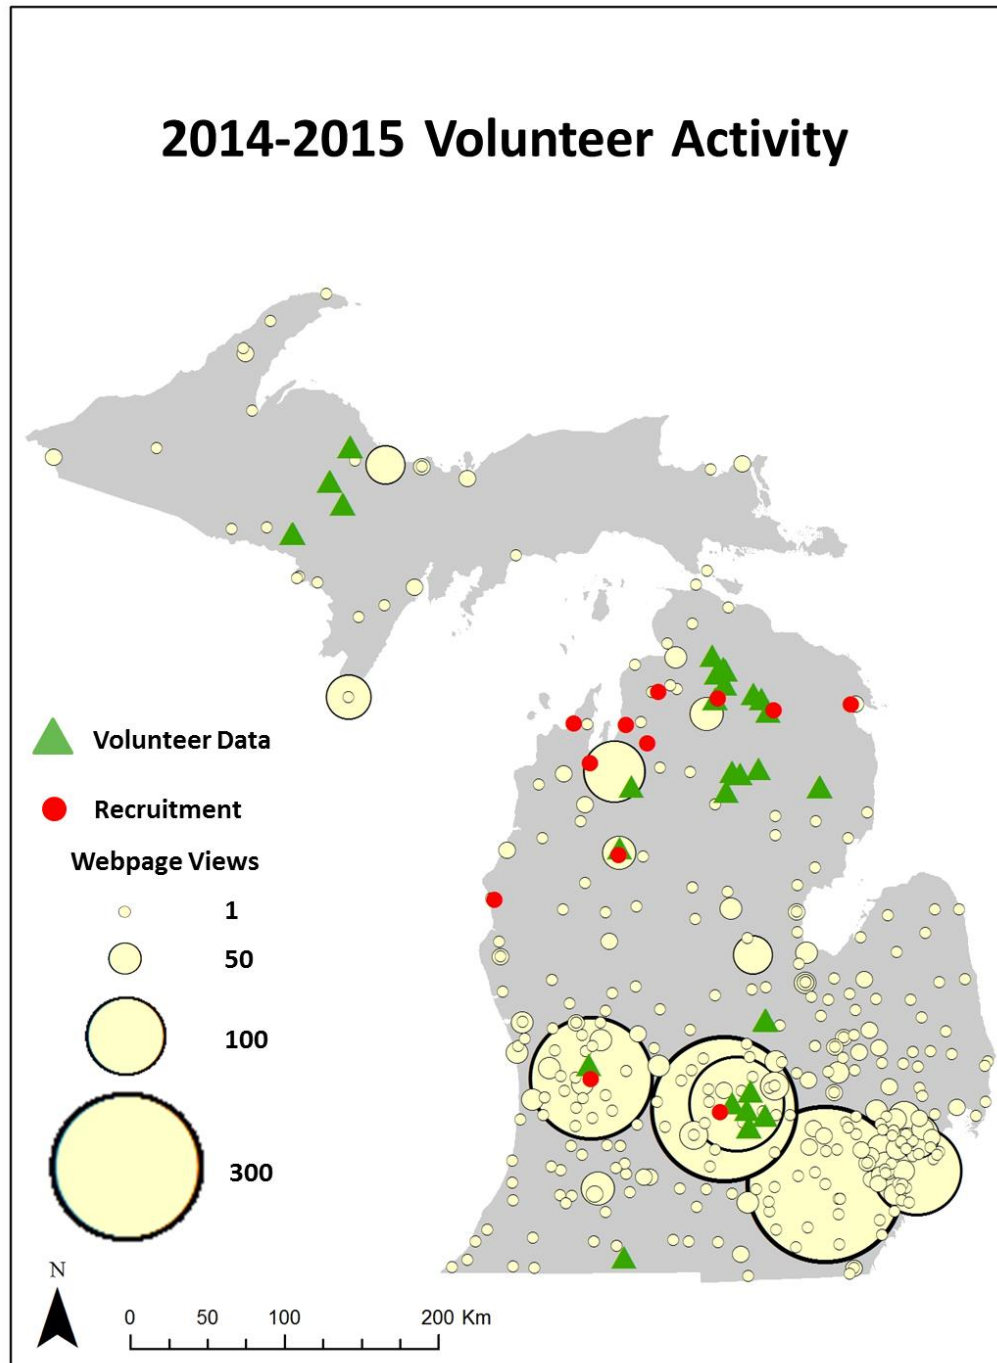 2014-2015 Volunteer Activity
Volunteer Data
Recruitment
Webpage Views
1
50
100
300
N
0 50 100 200 Km